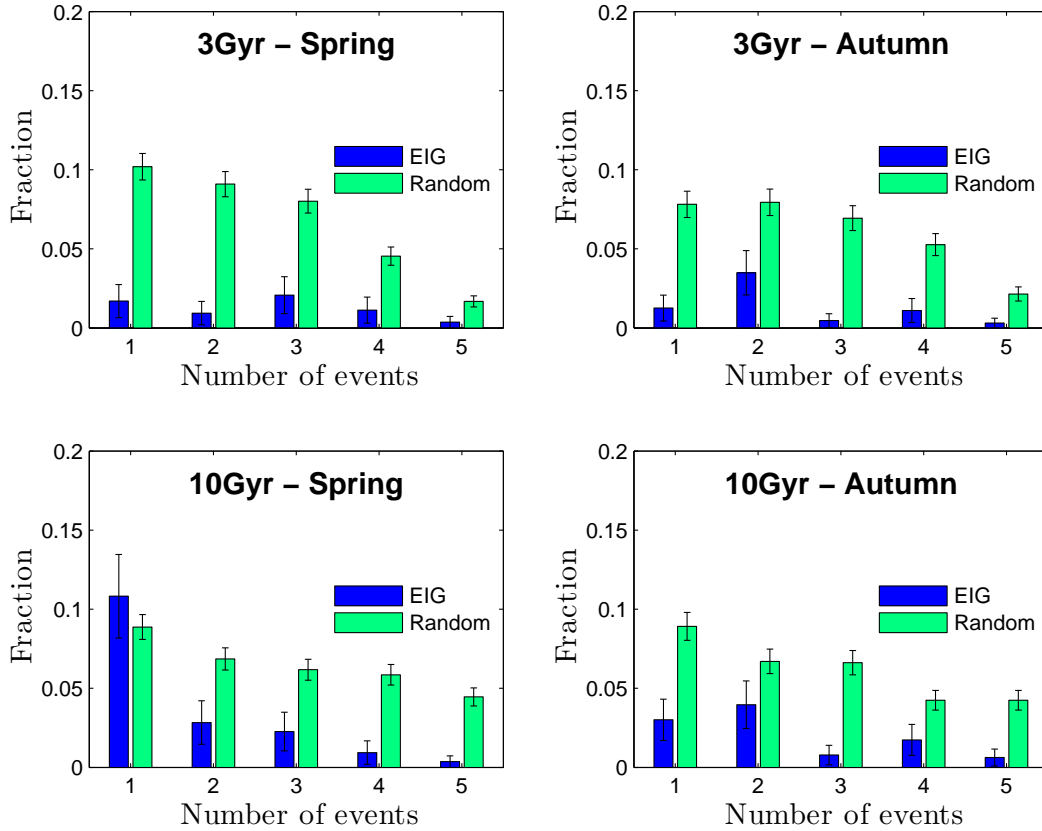 3Gyr – Spring
0.2
0.15
0.1
0.05
0
Fraction
EIG
Random
1 2 3 4 5
Number of events
3Gyr – Autumn
0.2
0.15
0.1
0.05
0
Fraction
EIG
Random
1 2 3 4 5
Number of events
10Gyr – Spring
0.2
0.15
0.1
0.05
0
Fraction
EIG
Random
1 2 3 4 5
Number of events
10Gyr – Autumn
0.2
0.15
0.1
0.05
0
Fraction
EIG
Random
1 2 3 4 5
Number of events